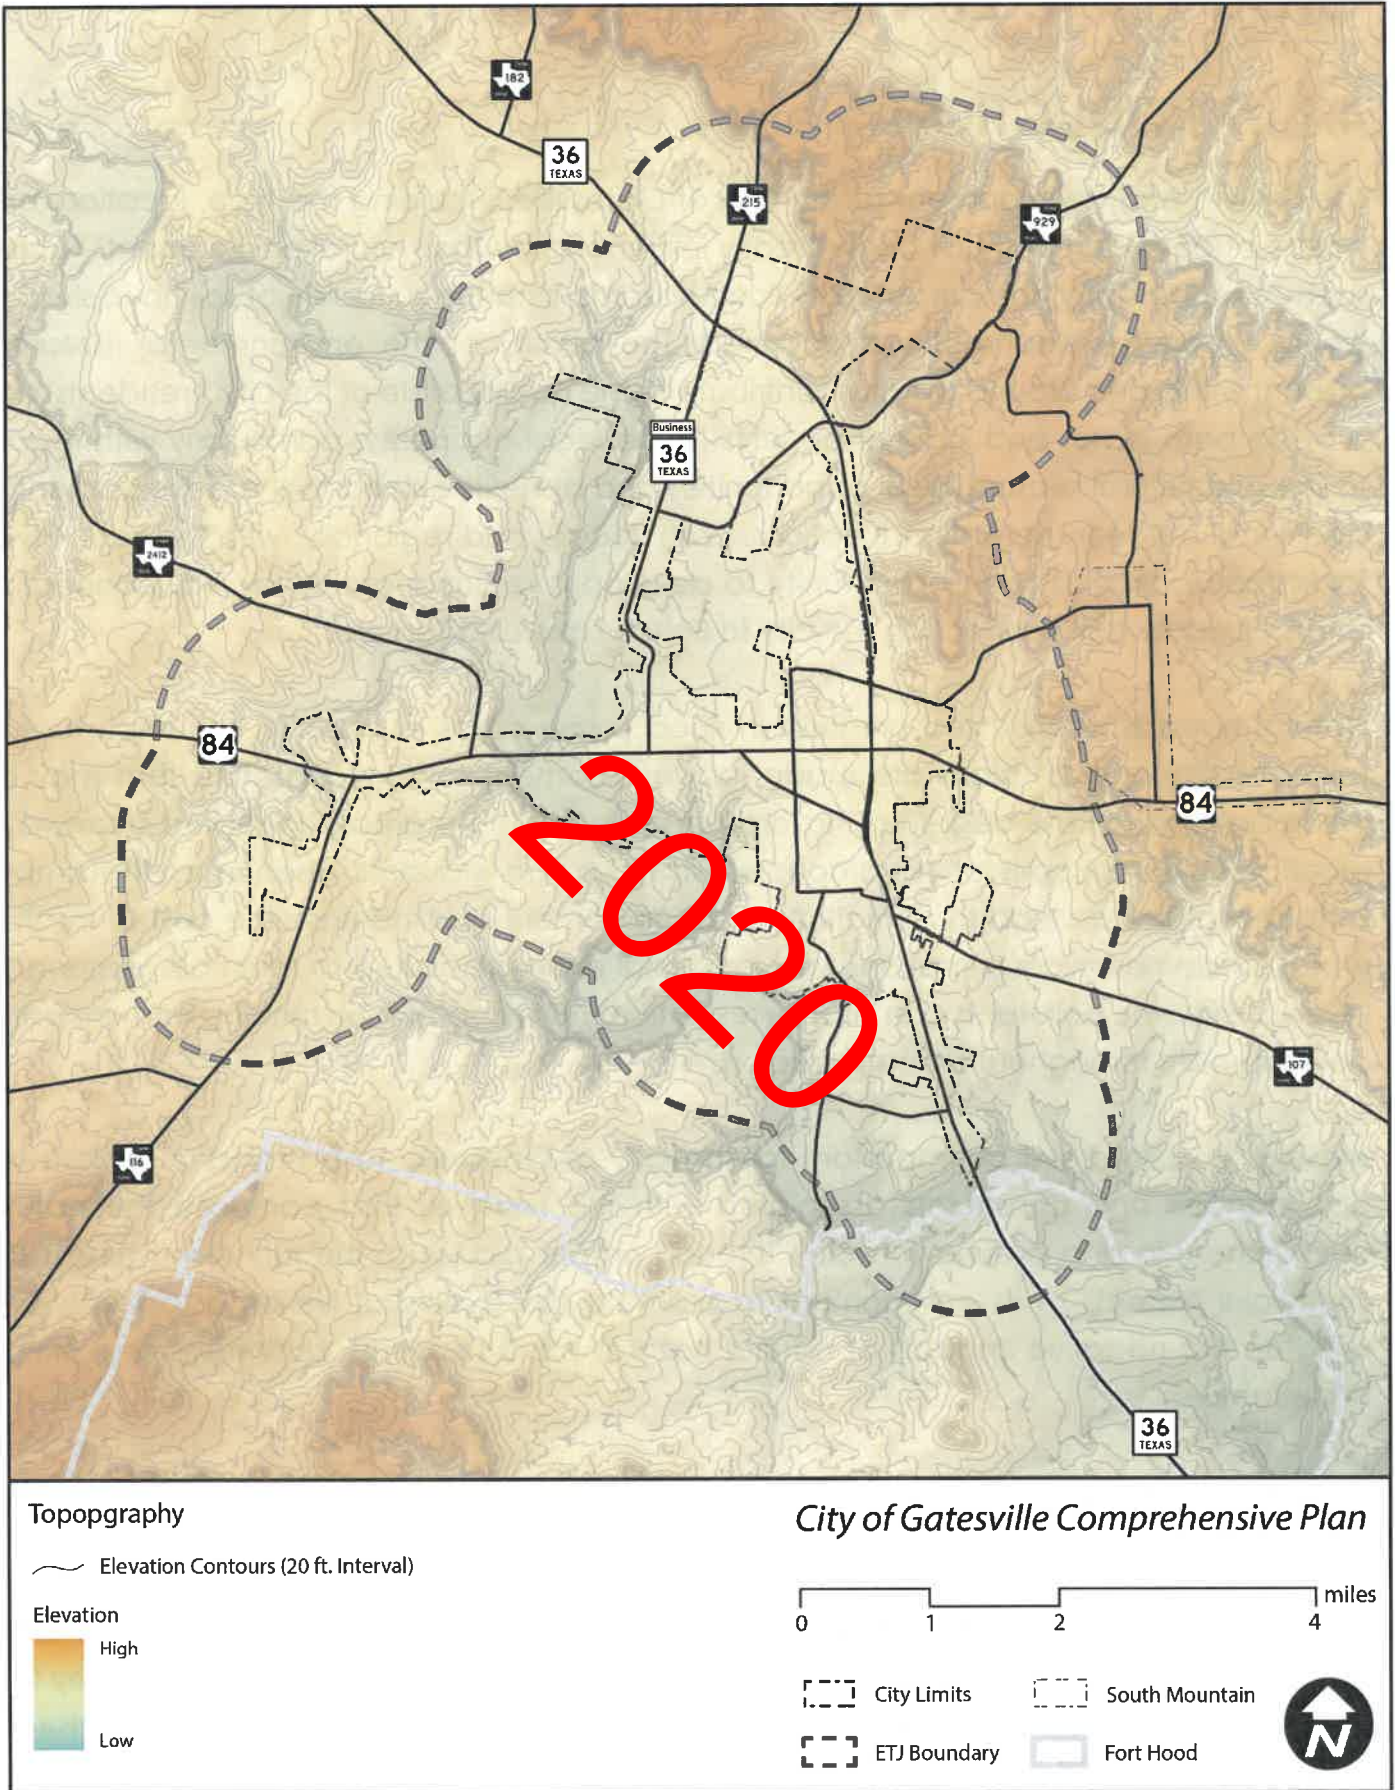 182
36
TEXAS
215
929
Business
36
TEXAS
2412
84
84
2020
107
116
36
TEXAS
Topopgraphy
Elevation Contours (20 ft. Interval)
Elevation
High
Low
City of Gatesville Comprehensive Plan
miles
0 1 2 4
City Limits
South Mountain
ETJ Boundary
Fort Hood
N